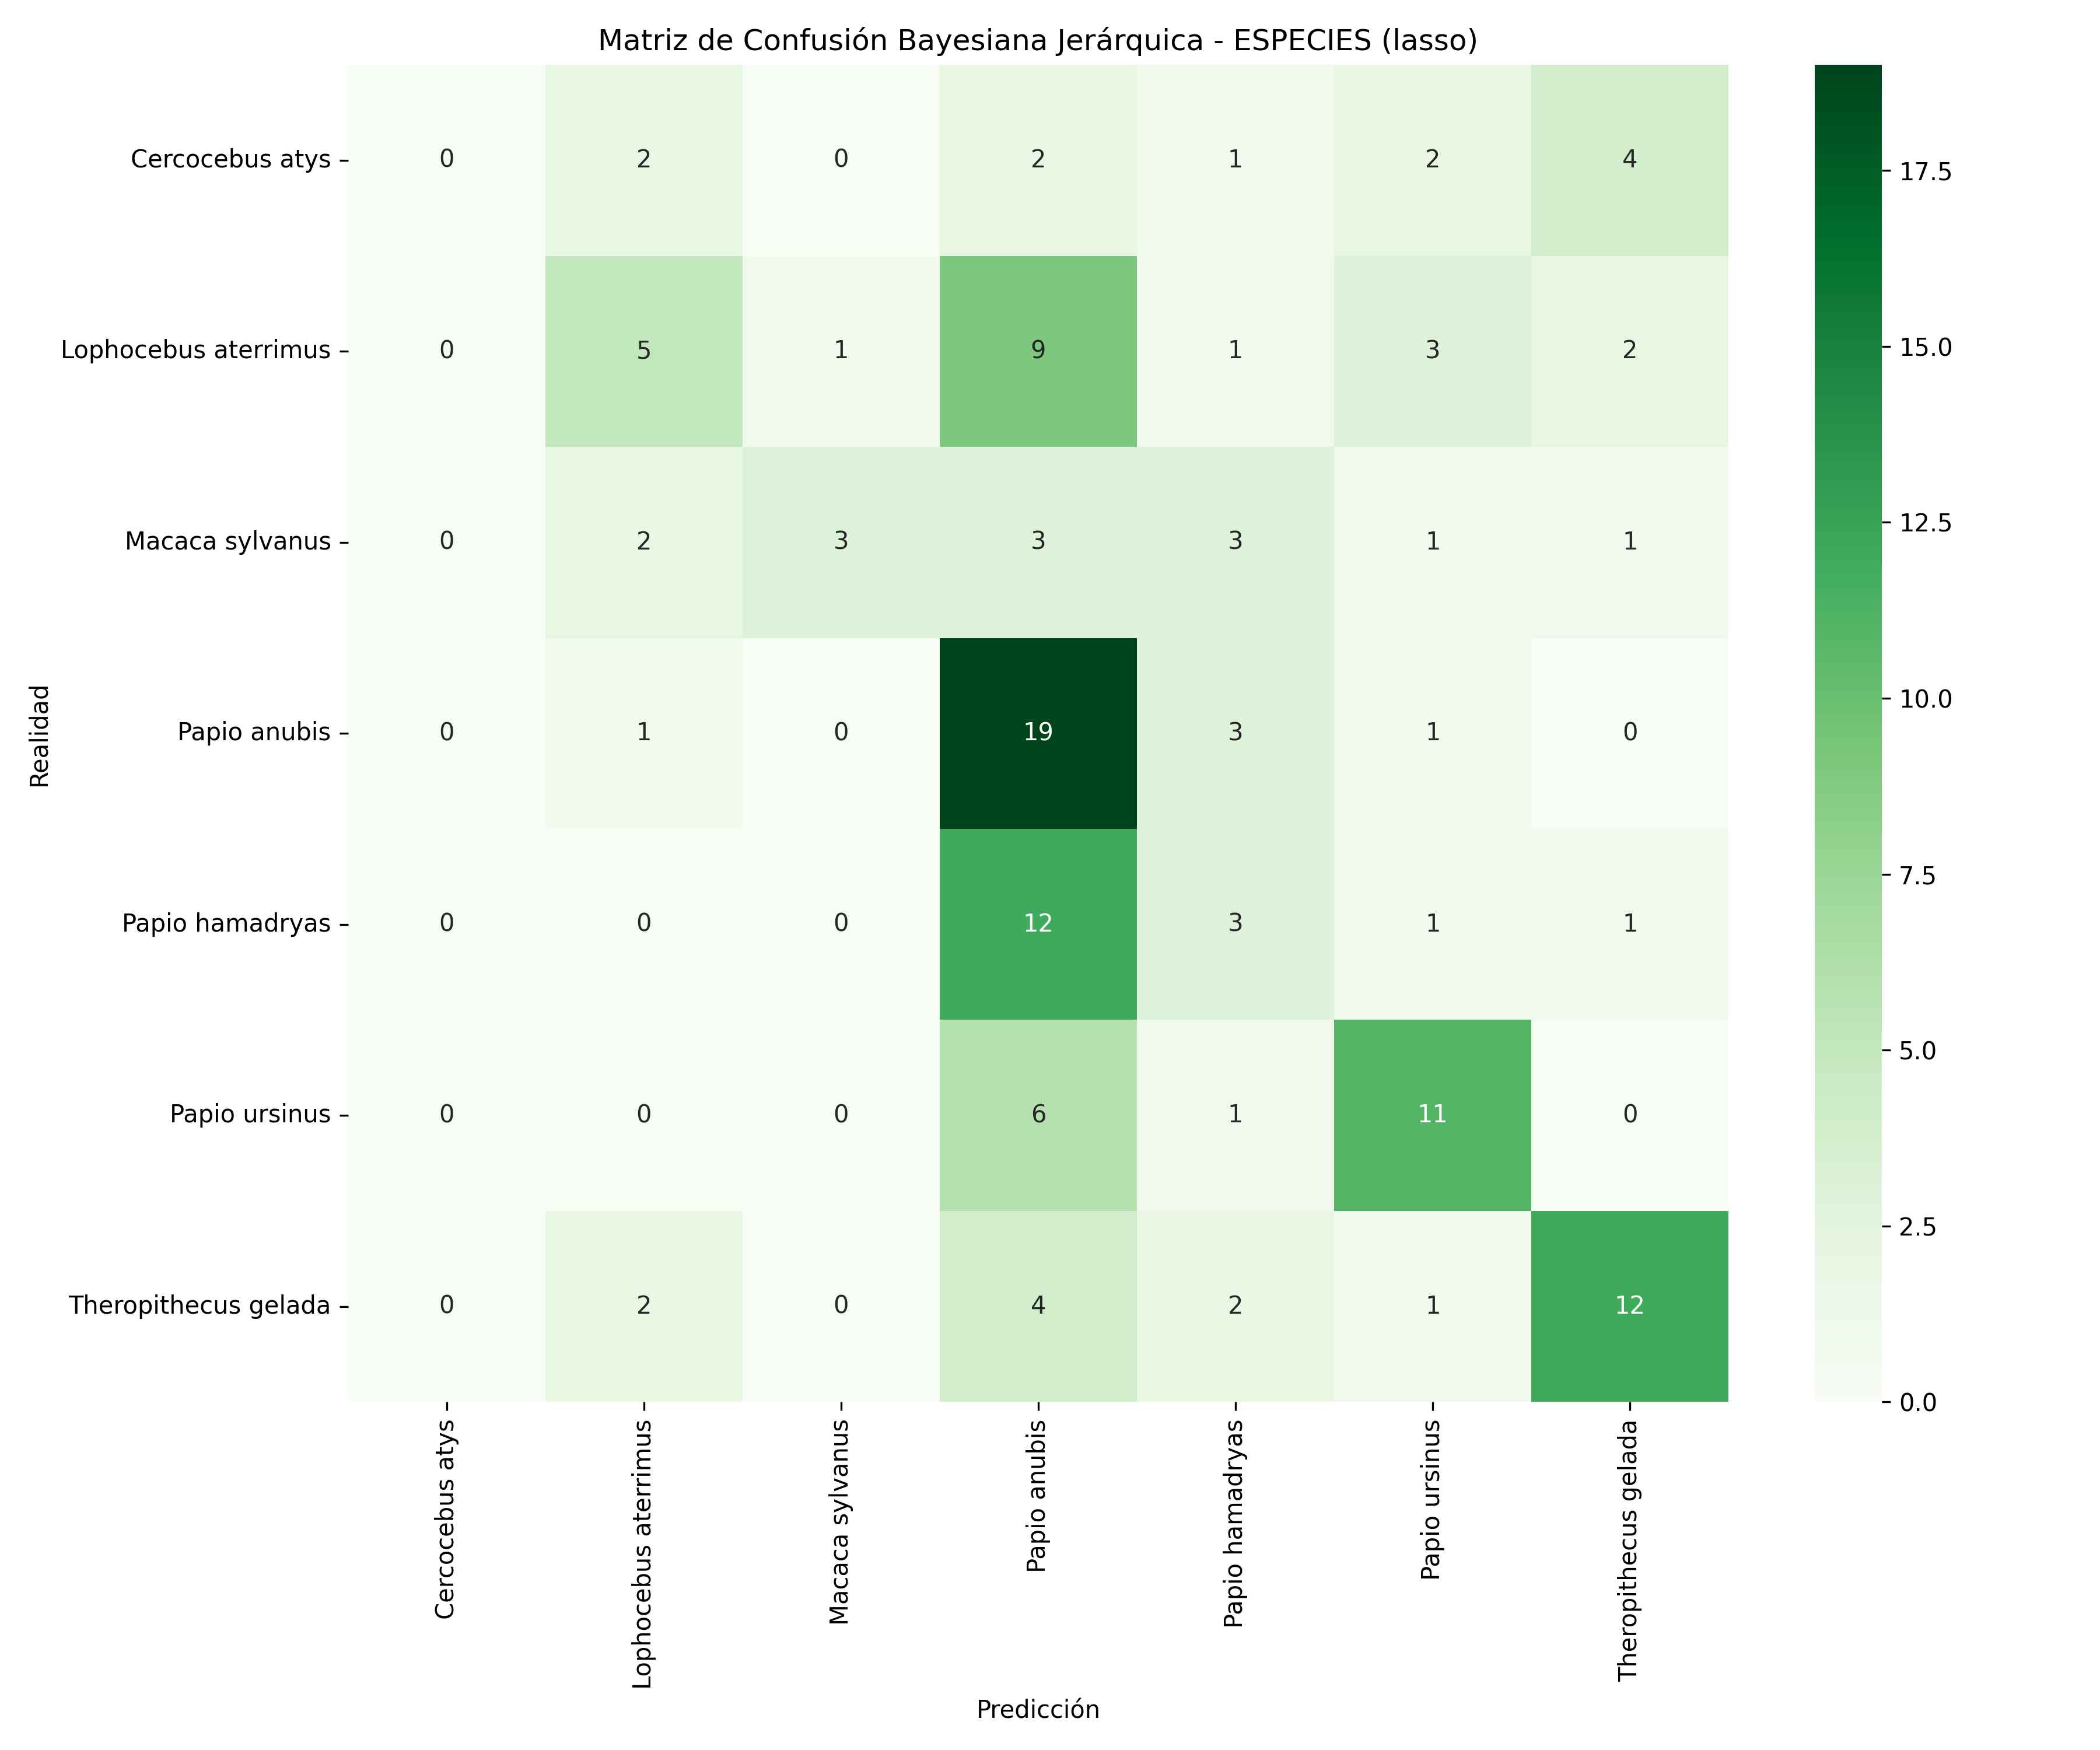 Matriz de Confusión Bayesiana Jerárquica - ESPECIES (lasso)
Cercocebus atys 0 2 0 2 1 2 4
Lophocebus aterrimus 0 5 1 9 1 3 2
Macaca sylvanus 0 2 3 3 3 1 1
Papio anubis 0 1 0 19 3 1 0
Papio hamadryas 0 0 0 12 3 1 1
Papio ursinus 0 0 0 6 1 11 0
Theropithecus gelada 0 2 0 4 2 1 12
Realidad
Cercocebus atys
Lophocebus aterrimus
Macaca sylvanus
Papio anubis
Papio hamadryas
Papio ursinus
Theropithecus gelada
Predicción
17.5
15.0
12.5
10.0
7.5
5.0
2.5
0.0